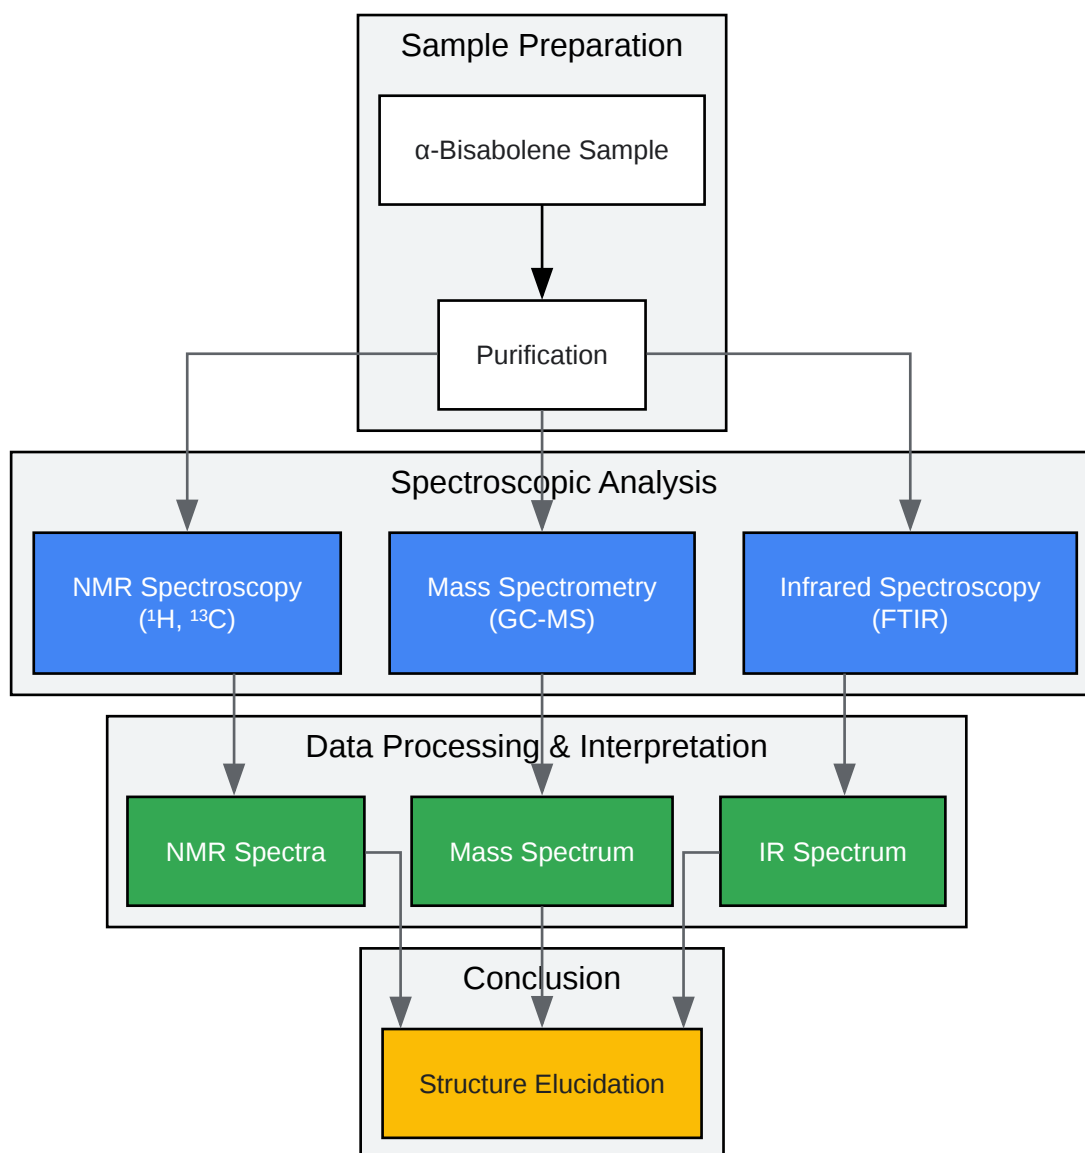 Sample Preparation
α-Bisabolene Sample
Purification
Spectroscopic Analysis
NMR Spectroscopy
(¹H, ¹³C)
Mass Spectrometry
(GC-MS)
Infrared Spectroscopy
(FTIR)
Data Processing & Interpretation
NMR Spectra
Mass Spectrum
IR Spectrum
Conclusion
Structure Elucidation